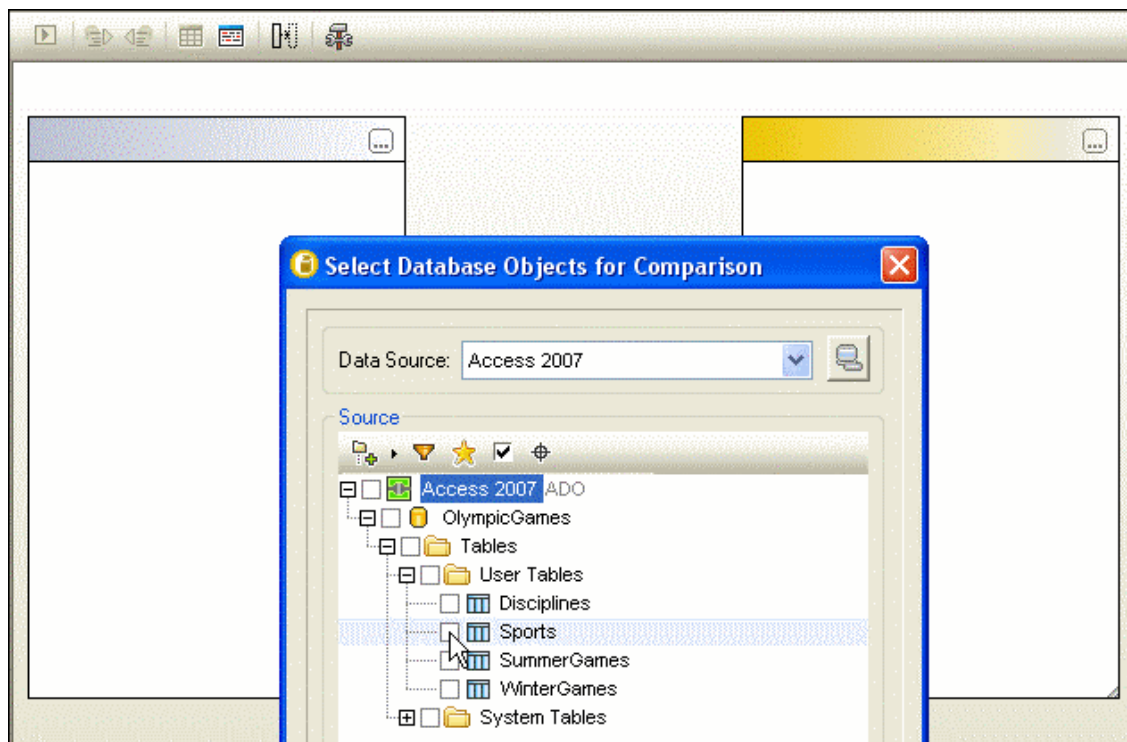 ...
...
Select Database Objects for Comparison
Data Source: Access 2007
Source
Access 2007 ADO
OlympicGames
Tables
User Tables
Disciplines
Sports
SummerGames
WinterGames
System Tables